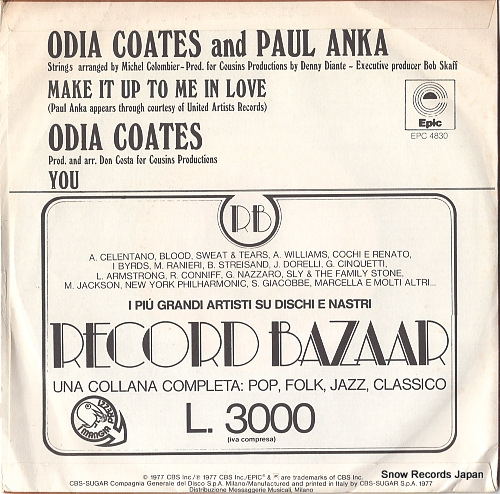 ODIA COATES and PAUL ANKA
Strings arranged by Michel Colombier - Prod. for Cousins Productions by Denny Diante - Executive producer Bob Skaff
MAKE IT UP TO ME IN LOVE
(Paul Anka appears through courtesy of United Artists Records)
Epic
EPC 4830
ODIA COATES
Prod. and arr. Don Costa for Cousins Productions
YOU
RB
A. CELENTANO, BLOOD, SWEAT & TEARS, A. WILLIAMS, COCHI E RENATO,
I BYRDS, M. RANIERI, B. STREISAND, J. DORELLI, G. CINQUETTI,
L. ARMSTRONG, R. CONNIFF, G. NAZZARO, SLY & THE FAMILY STONE,
M. JACKSON, NEW YORK PHILHARMONIC, S. GIACOBBE, MARCELLA E MOLTI ALTRI...
I PIÚ GRANDI ARTISTI SU DISCHI E NASTRI
RECORD BAZAAR
UNA COLLANA COMPLETA: POP, FOLK, JAZZ, CLASSICO
L. 3000
(iva compresa)
© 1977 CBS Inc./℗ 1977 CBS Inc./EPIC® & are trademarks of CBS Inc.
CBS-SUGAR Compagnia Generale del Disco S.p.A. Milano/Manufactured and printed in Italy by CBS-SUGAR S.p.A. Milano/1977
Distribuzione Messaggerie Musicali, Milano
Snow Records Japan